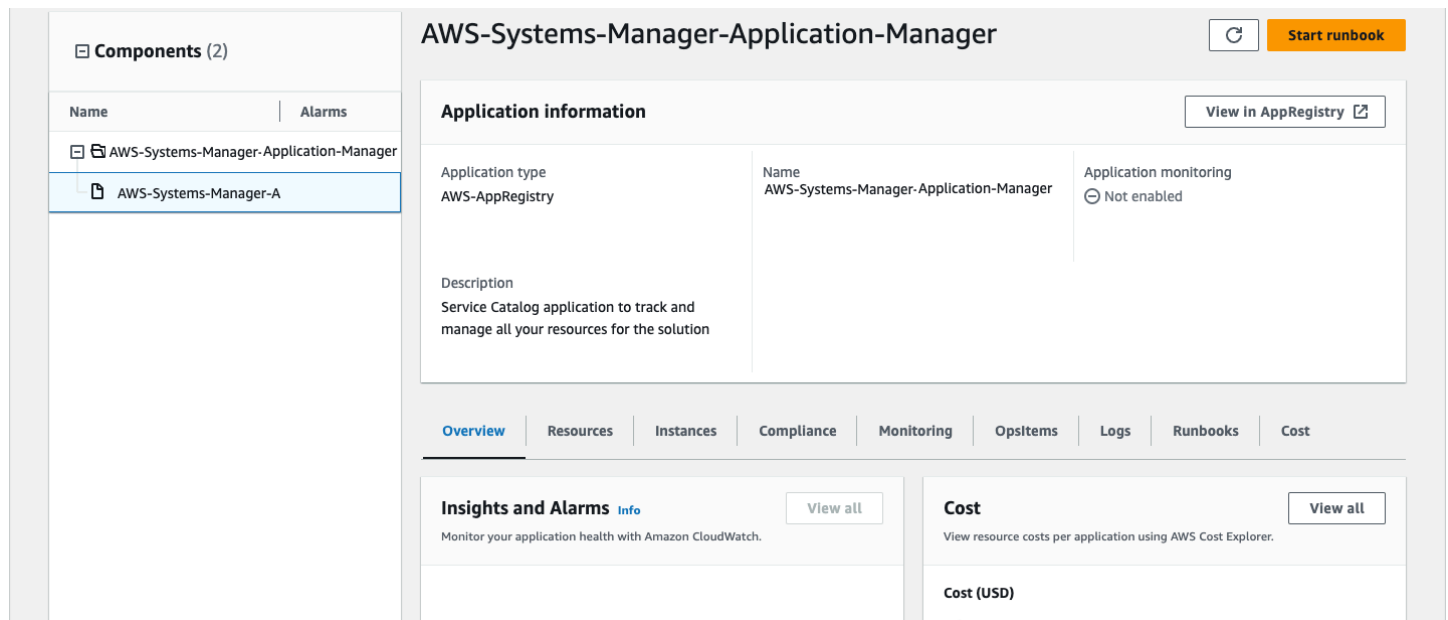 Components (2)
Name Alarms
AWS-Systems-Manager-Application-Manager
AWS-Systems-Manager-A
AWS-Systems-Manager-Application-Manager
Start runbook
Application information
View in AppRegistry
Application type
AWS-AppRegistry
Name
AWS-Systems-Manager-Application-Manager
Application monitoring
Not enabled
Description
Service Catalog application to track and
manage all your resources for the solution
Overview Resources Instances Compliance Monitoring OpsItems Logs Runbooks Cost
Insights and Alarms Info
View all
Monitor your application health with Amazon CloudWatch.
Cost
View all
View resource costs per application using AWS Cost Explorer.
Cost (USD)